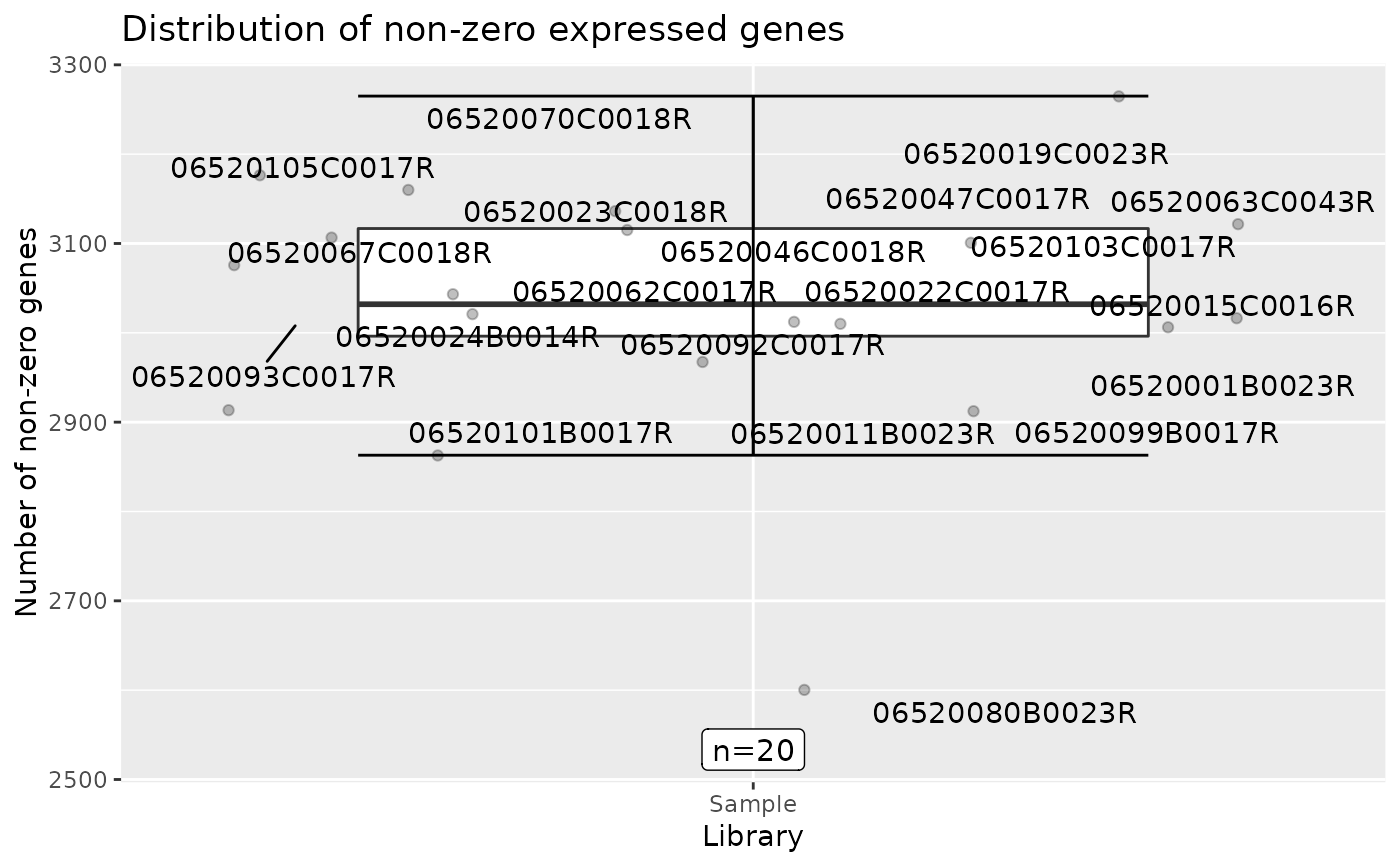 Distribution of non-zero expressed genes
Number of non-zero genes
3300
3100
2900
2700
2500
06520070C0018R
06520019C0023R
06520105C0017R
06520047C0017R
06520063C0043R
06520023C0018R
06520103C0017R
06520067C0018R
06520046C0018R
06520062C0017R
06520022C0017R
06520015C0016R
06520024B0014R
06520092C0017R
06520093C0017R
06520001B0023R
06520101B0017R
06520011B0023R
06520099B0017R
06520080B0023R
n=20
Sample
Library